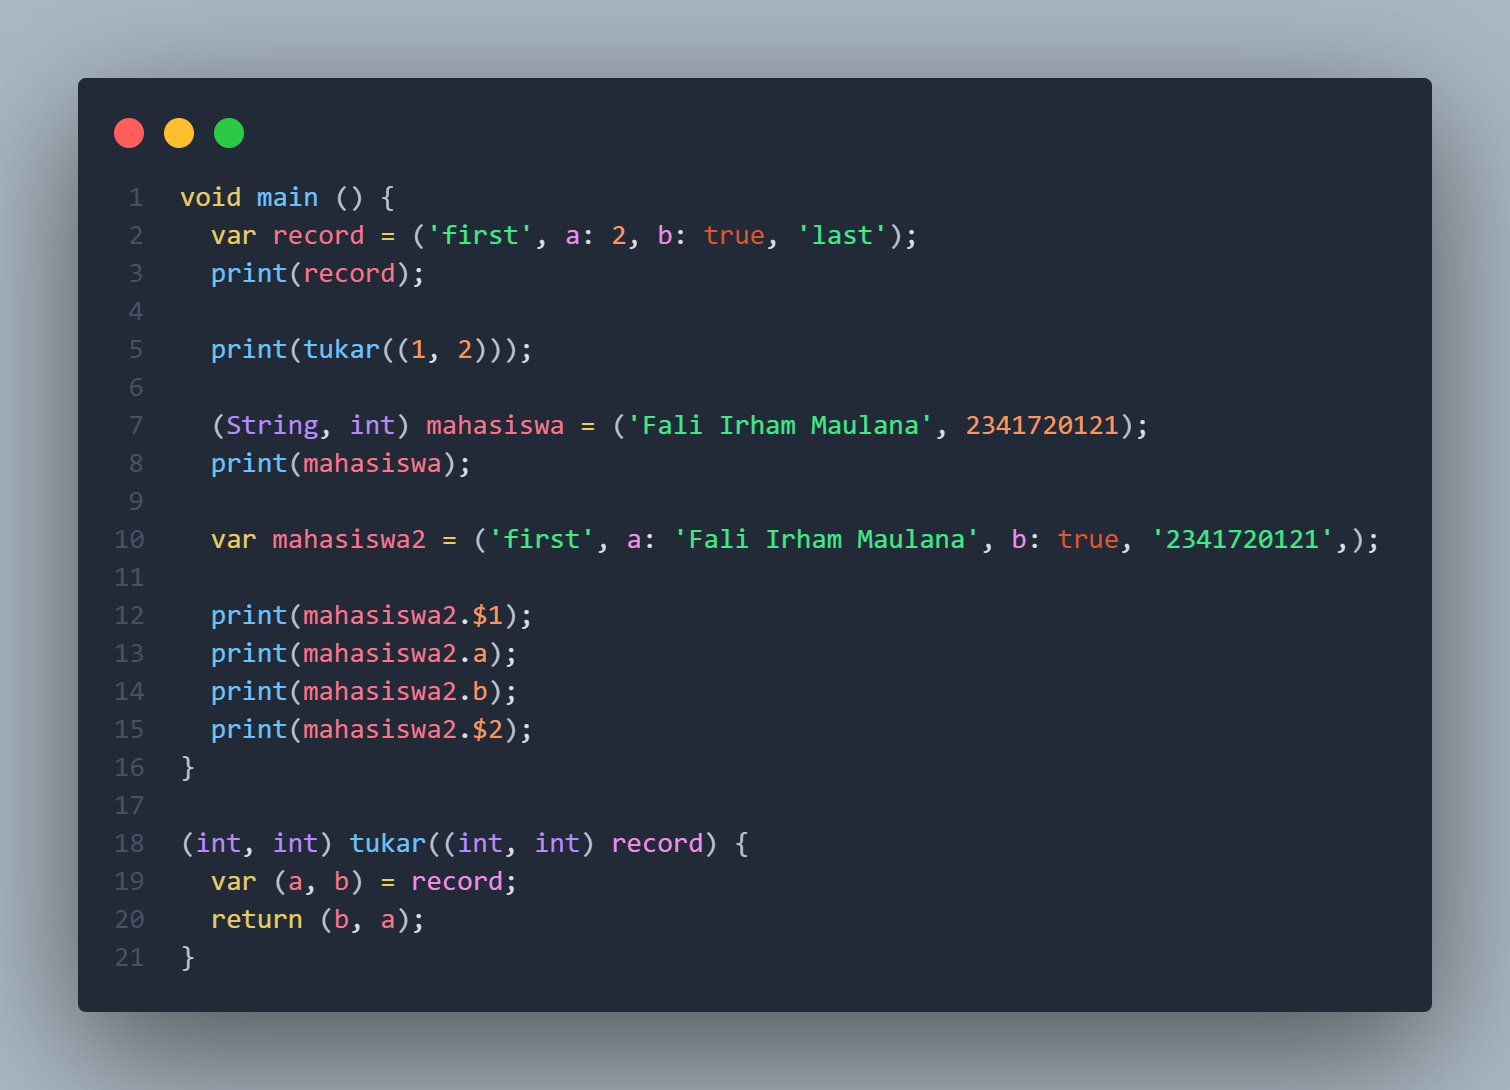 1 void main () {
2   var record = ('first', a: 2, b: true, 'last');
3   print(record);
4
5   print(tukar((1, 2)));
6
7   (String, int) mahasiswa = ('Fali Irham Maulana', 2341720121);
8   print(mahasiswa);
9
10   var mahasiswa2 = ('first', a: 'Fali Irham Maulana', b: true, '2341720121',);
11
12   print(mahasiswa2.$1);
13   print(mahasiswa2.a);
14   print(mahasiswa2.b);
15   print(mahasiswa2.$2);
16 }
17
18 (int, int) tukar((int, int) record) {
19   var (a, b) = record;
20   return (b, a);
21 }